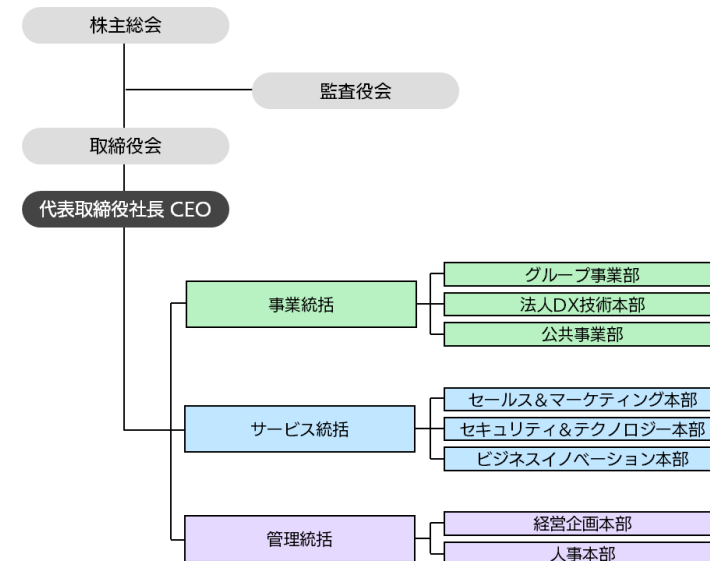 株主総会
監査役会
取締役会
代表取締役社長 CEO
事業統括
グループ事業部
法人DX技術本部
公共事業部
サービス統括
セールス＆マーケティング本部
セキュリティ＆テクノロジー本部
ビジネスイノベーション本部
管理統括
経営企画本部
人事本部